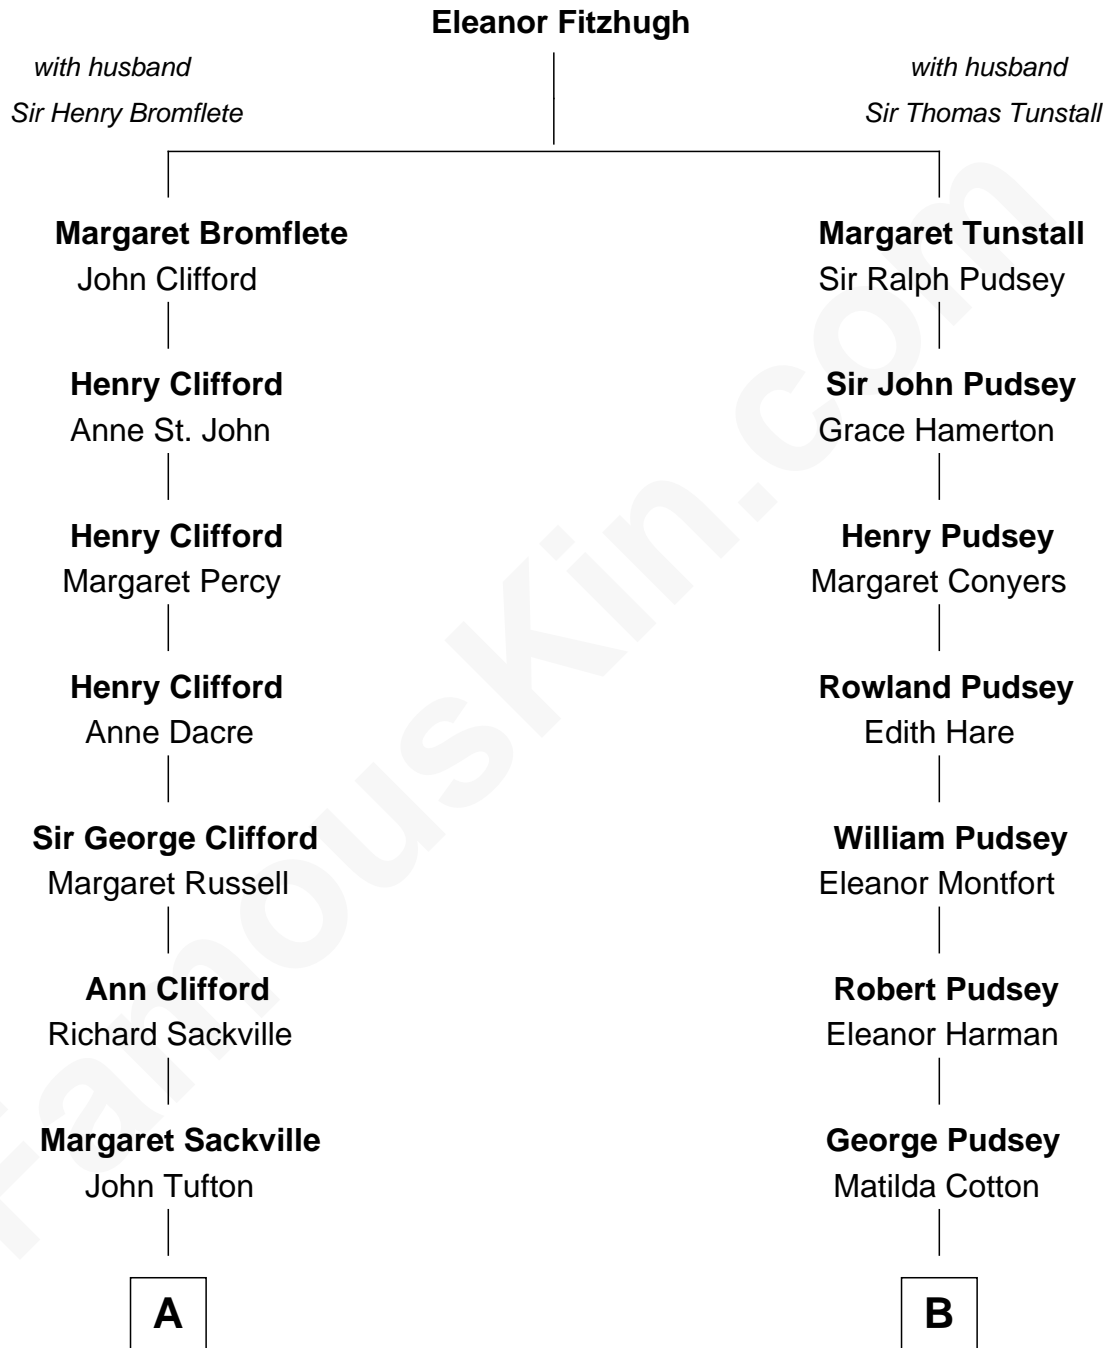 Eleanor Fitzhugh
with husband
Sir Henry Bromflete
with husband
Sir Thomas Tunstall
Margaret Bromflete
John Clifford
Margaret Tunstall
Sir Ralph Pudsey
Henry Clifford
Anne St. John
Sir John Pudsey
Grace Hamerton
Henry Clifford
Margaret Percy
Henry Pudsey
Margaret Conyers
Henry Clifford
Anne Dacre
Rowland Pudsey
Edith Hare
Sir George Clifford
Margaret Russell
William Pudsey
Eleanor Montfort
Ann Clifford
Richard Sackville
Robert Pudsey
Eleanor Harman
Margaret Sackville
John Tufton
George Pudsey
Matilda Cotton
A
B
FamousKin.com